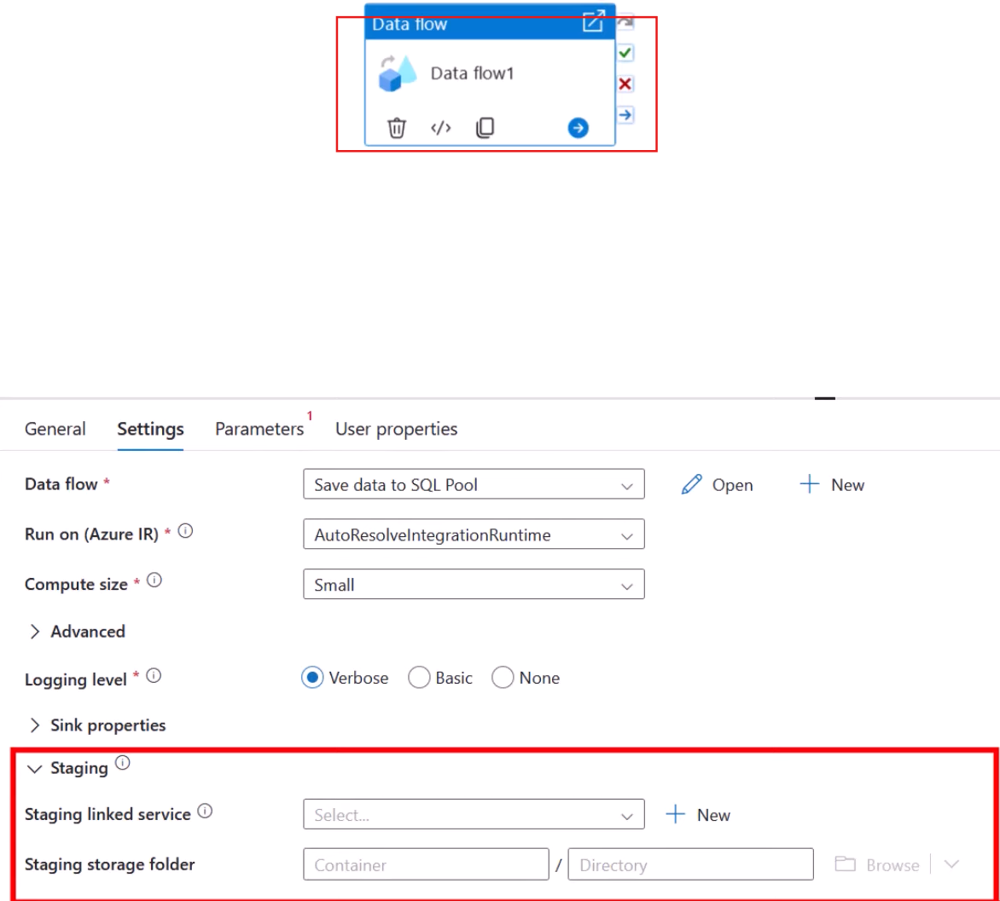 Data flow
Data flow1
General Settings Parameters 1 User properties
Data flow * Save data to SQL Pool Open New
Run on (Azure IR) * AutoResolveIntegrationRuntime
Compute size * Small
Advanced
Logging level * Verbose Basic None
Sink properties
Staging
Staging linked service Select... New
Staging storage folder Container / Directory Browse